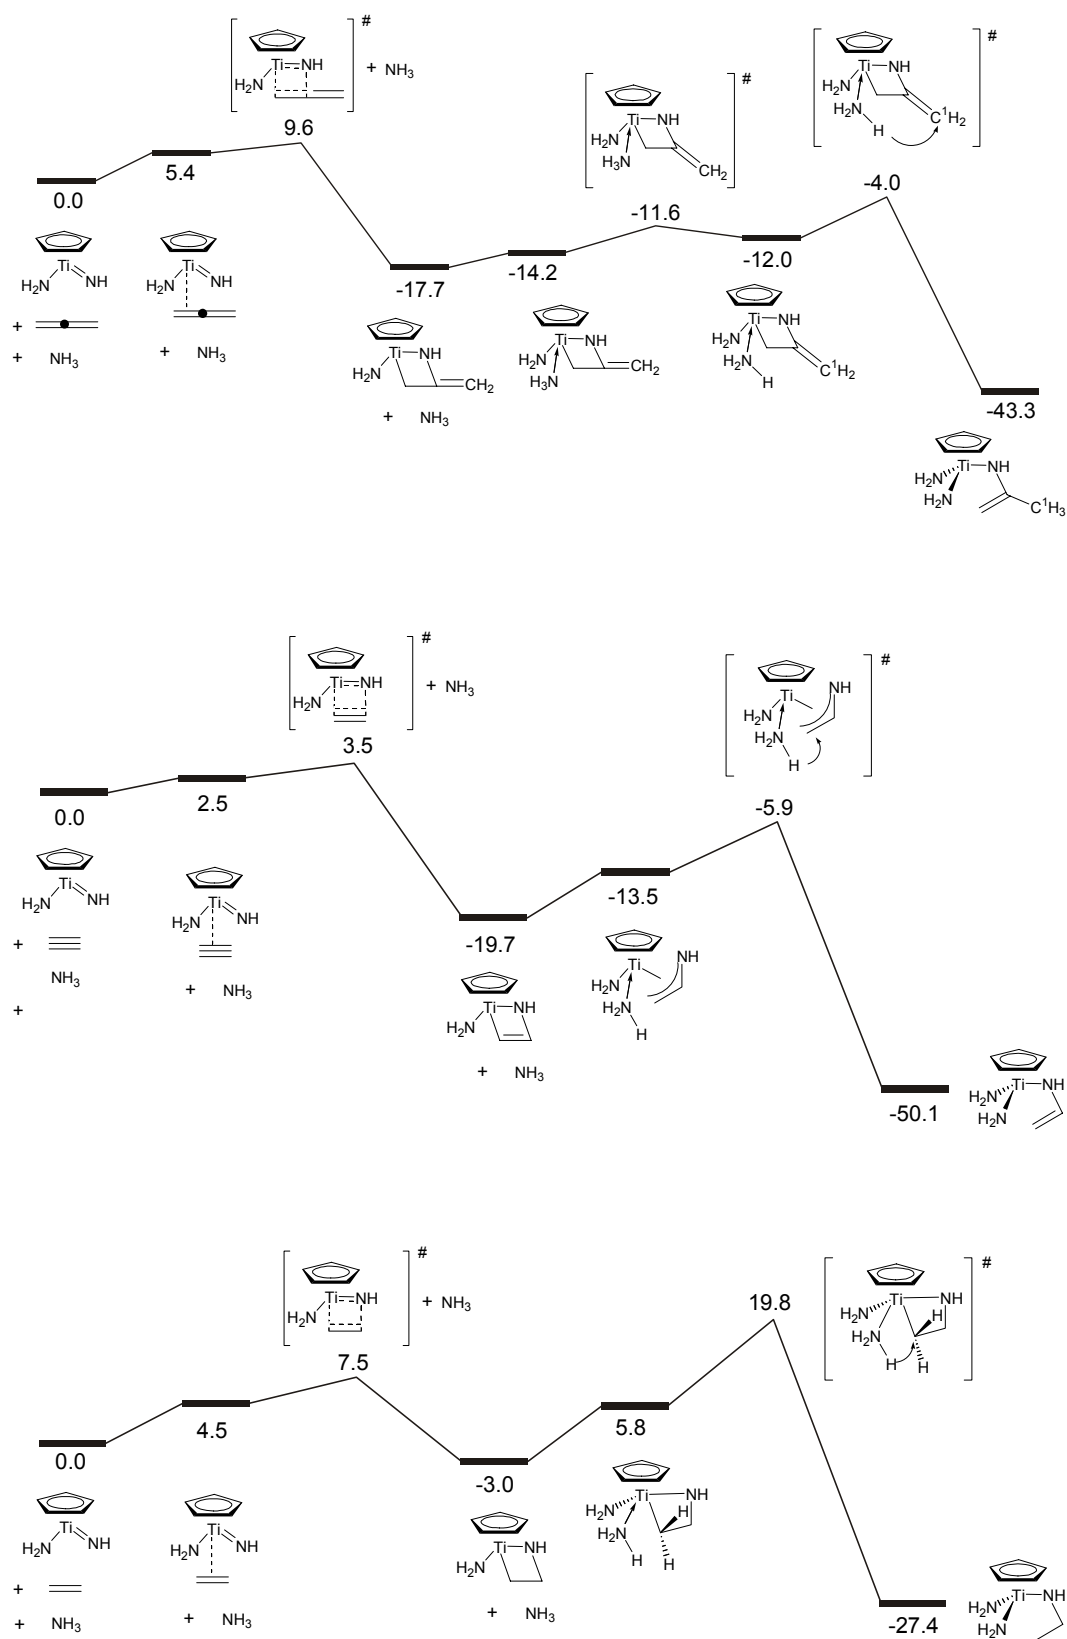 #
Ti NH
H₂N
+ NH₃
9.6
5.4
0.0
Ti
H₂N NH
+
+ NH₃
Ti
H₂N NH
+ NH₃
#
Ti NH
H₂N
H₃N
CH₂
-11.6
#
Ti NH
H₂N
H₂N
H
C¹H₂
-4.0
-17.7
-14.2
-12.0
Ti NH
H₂N
CH₂
+ NH₃
Ti NH
H₂N
H₃N
CH₂
Ti NH
H₂N
H₂N
H
C¹H₂
-43.3
Ti NH
H₂N
H₂N
C¹H₃
#
Ti NH
H₂N
+ NH₃
3.5
#
Ti
NH
H₂N
H₂N
H
-5.9
0.0
2.5
Ti
H₂N NH
+
NH₃
+
Ti
H₂N NH
+ NH₃
-19.7
-13.5
Ti NH
H₂N
+ NH₃
NH
Ti
H₂N
H₂N
H
-50.1
Ti NH
H₂N
H₂N
#
Ti NH
H₂N
+ NH₃
7.5
19.8
#
Ti NH
H₂N H
H₂N
H
H
0.0
4.5
-3.0
5.8
Ti
H₂N NH
+
+ NH₃
Ti
H₂N NH
+ NH₃
Ti NH
H₂N
+ NH₃
Ti NH
H₂N H
H₂N
H
H
-27.4
Ti NH
H₂N
H₂N